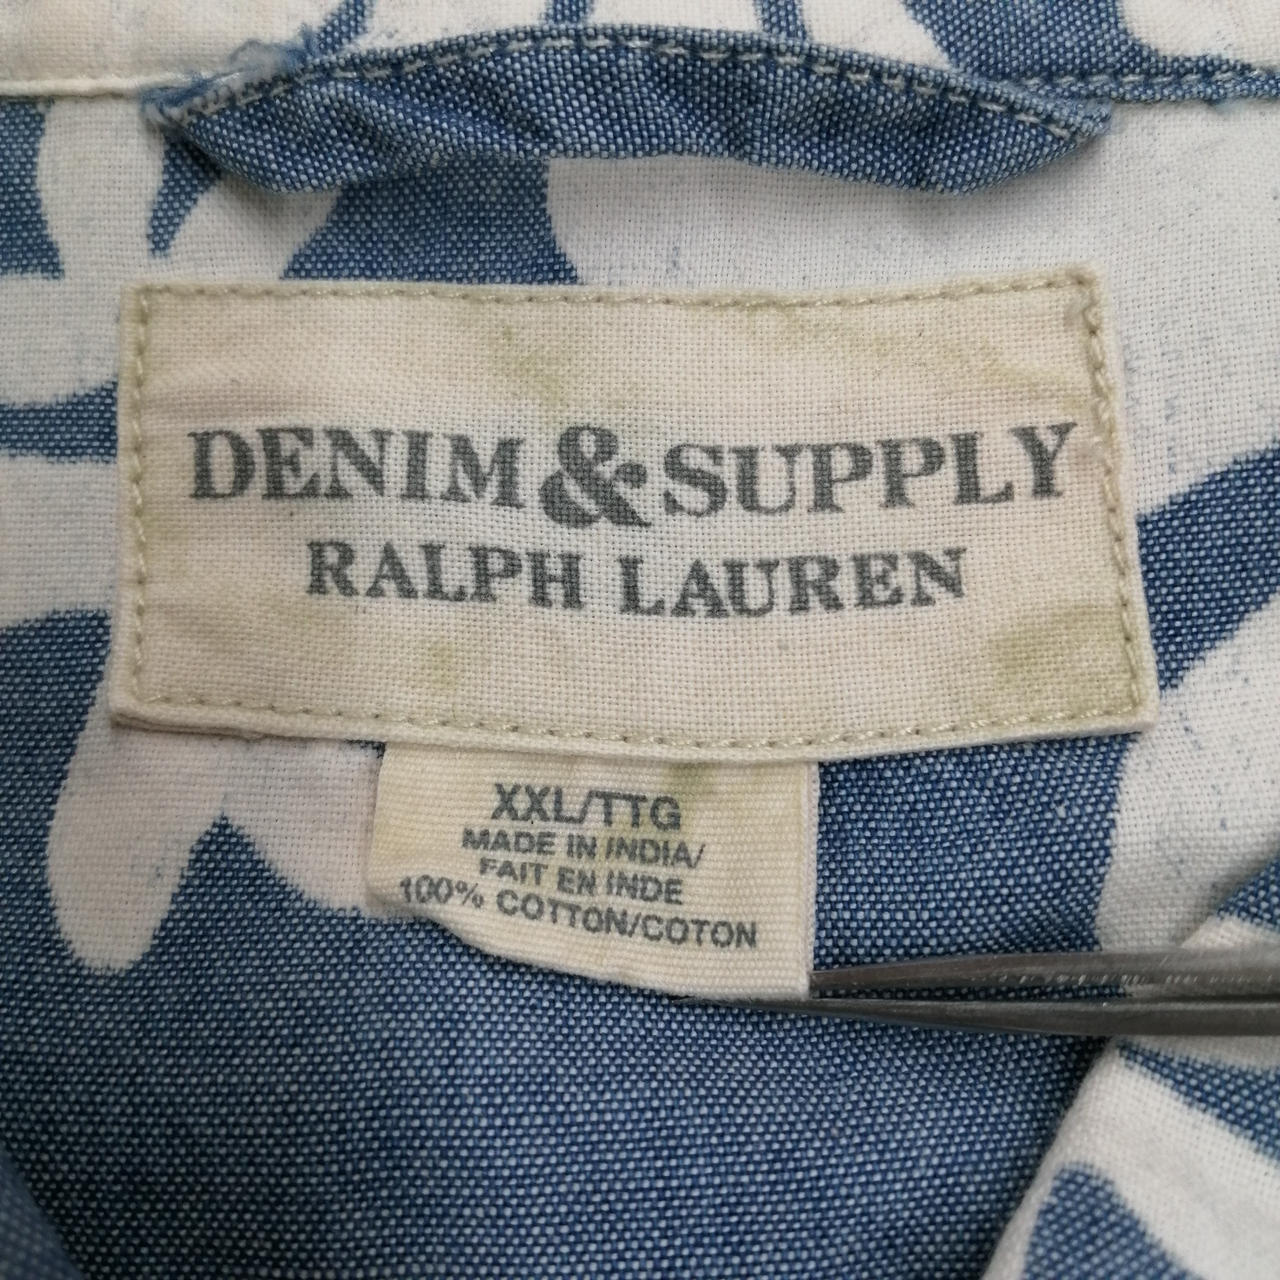 DENIM & SUPPLY
RALPH LAUREN
XXL/TTG
MADE IN INDIA/
FAIT EN INDE
100% COTTON/COTON